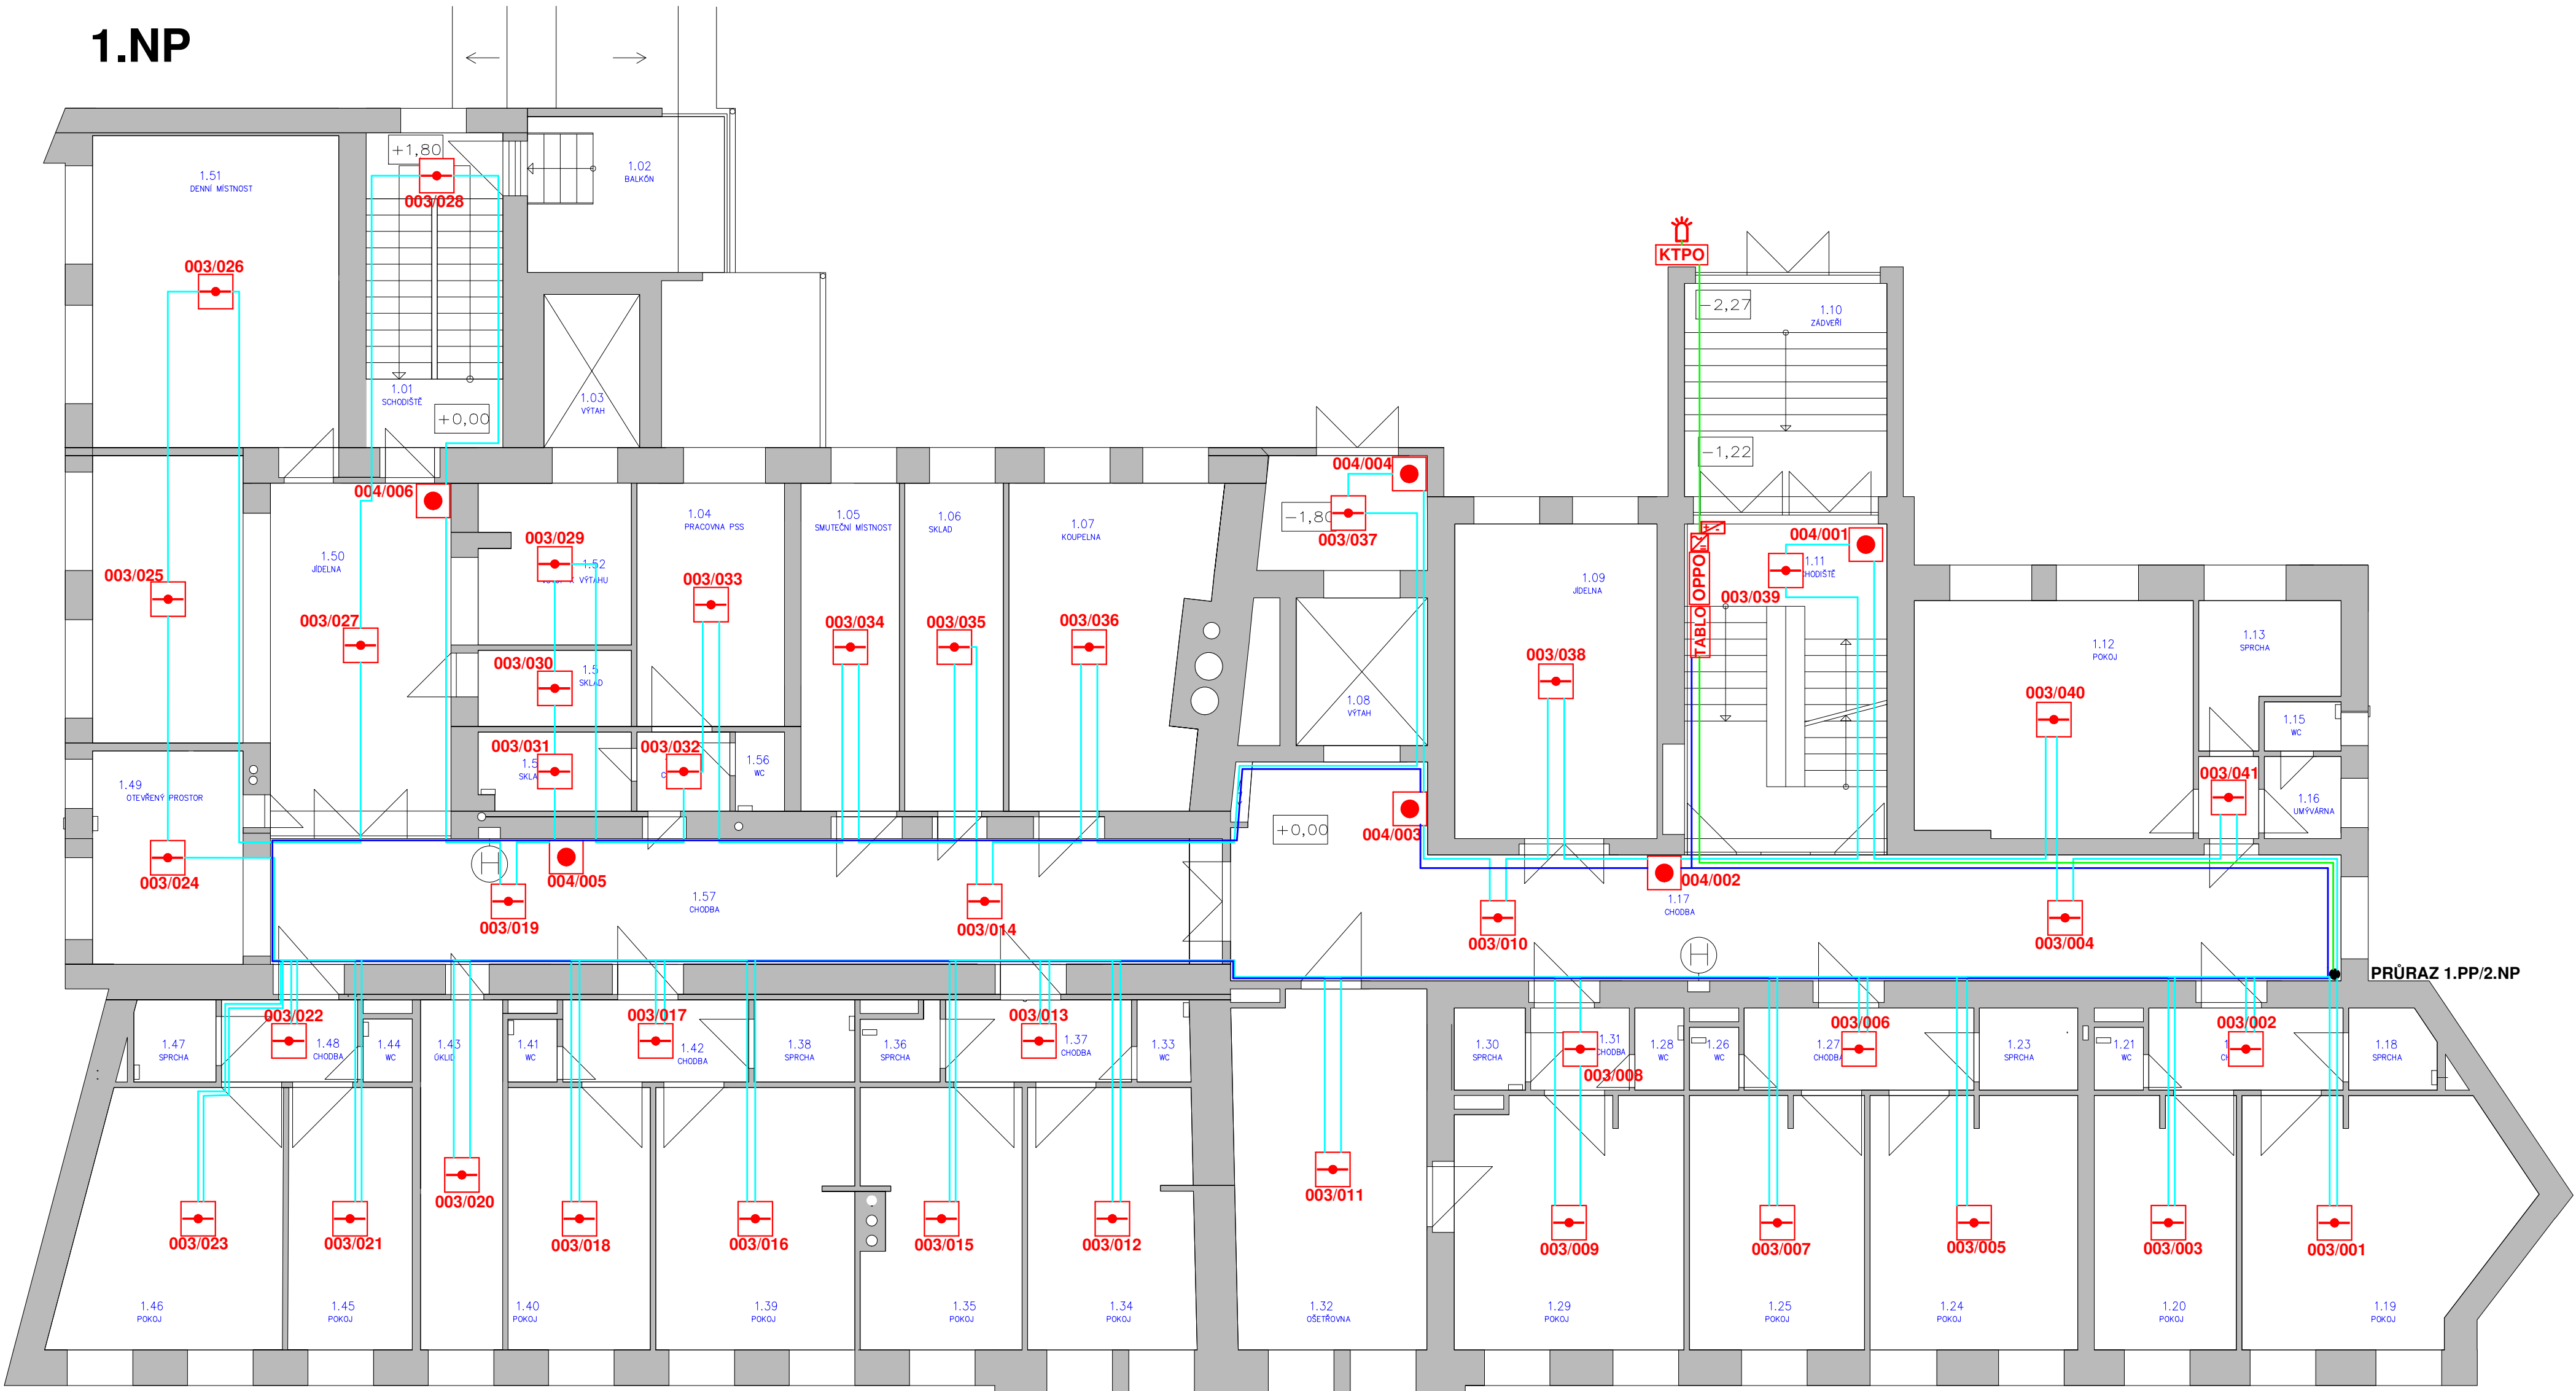 1.NP
+1,80
003/028
1.51
DENNÍ MÍSTNOST
1.02
BALKÓN
003/026
KTPO
-2,27
1.10
ZÁDVEŘÍ
1.01
SCHODIŠTĚ
+0,00
1.03
VÝTAH
-1,22
004/004
004/006
-1,80
003/037
1.04
PRACOVNA PSS
1.05
SMUTEČNÍ MÍSTNOST
1.06
SKLAD
1.07
KOUPELNA
003/029
1.52
VÝTAHU
1.50
JÍDELNA
003/025
003/033
003/027
003/034
003/035
003/036
1.09
JÍDELNA
OPPO
TABLO
004/001
1.11
003/039
1.12
POKOJ
1.13
SPRCHA
003/030
SKLAD
003/038
003/040
1.08
VÝTAH
1.15
WC
003/031
003/032
1.56
WC
003/041
1.16
UMÝVÁRNA
1.49
OTEVŘENÝ PROSTOR
003/024
H
004/005
+0,00
004/003
004/002
1.57
CHODBA
1.17
CHODBA
003/019
003/014
003/010
003/004
H
PRŮRAZ 1.PP/2.NP
1.47
SPRCHA
003/022
1.48
CHODBA
1.44
WC
1.43
ÚKLID
1.41
WC
003/017
1.42
CHODBA
1.38
SPRCHA
1.36
SPRCHA
003/013
1.37
CHODBA
1.33
WC
1.30
SPRCHA
1.31
CHODBA
003/008
1.28
WC
1.26
WC
003/006
1.27
CHODBA
1.23
SPRCHA
1.21
WC
003/002
1.18
SPRCHA
003/023
003/021
003/020
003/018
003/016
003/015
003/012
003/011
003/009
003/007
003/005
003/003
003/001
1.46
POKOJ
1.45
POKOJ
1.40
POKOJ
1.39
POKOJ
1.35
POKOJ
1.34
POKOJ
1.32
OŠETŘOVNA
1.29
POKOJ
1.25
POKOJ
1.24
POKOJ
1.20
POKOJ
1.19
POKOJ